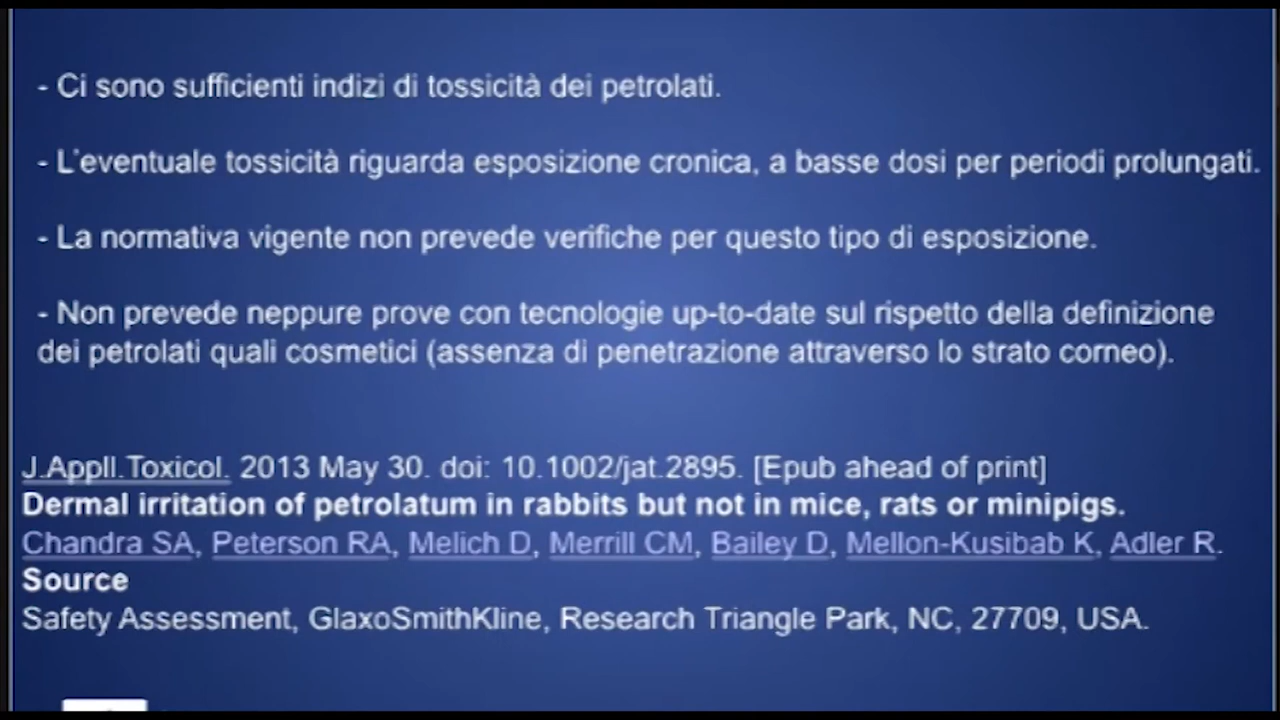 - Ci sono sufficienti indizi di tossicità dei petrolati.
- L'eventuale tossicità riguarda esposizione cronica, a basse dosi per periodi prolungati.
- La normativa vigente non prevede verifiche per questo tipo di esposizione.
- Non prevede neppure prove con tecnologie up-to-date sul rispetto della definizione
dei petrolati quali cosmetici (assenza di penetrazione attraverso lo strato corneo).
J.Appll.Toxicol. 2013 May 30. doi: 10.1002/jat.2895. [Epub ahead of print]
Dermal irritation of petrolatum in rabbits but not in mice, rats or minipigs.
Chandra SA, Peterson RA, Melich D, Merrill CM, Bailey D, Mellon-Kusibab K, Adler R.
Source
Safety Assessment, GlaxoSmithKline, Research Triangle Park, NC, 27709, USA.